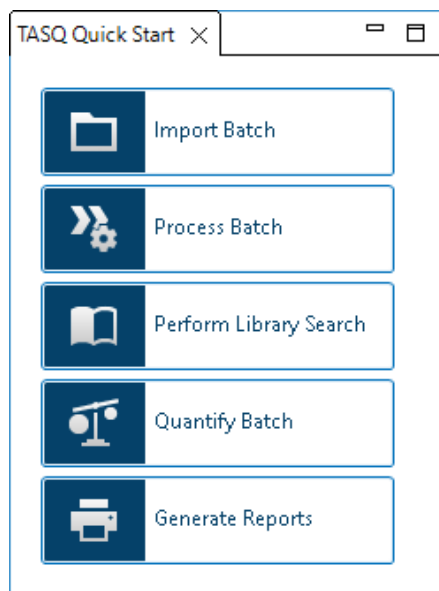 TASQ Quick Start
Import Batch
Process Batch
Perform Library Search
Quantify Batch
Generate Reports